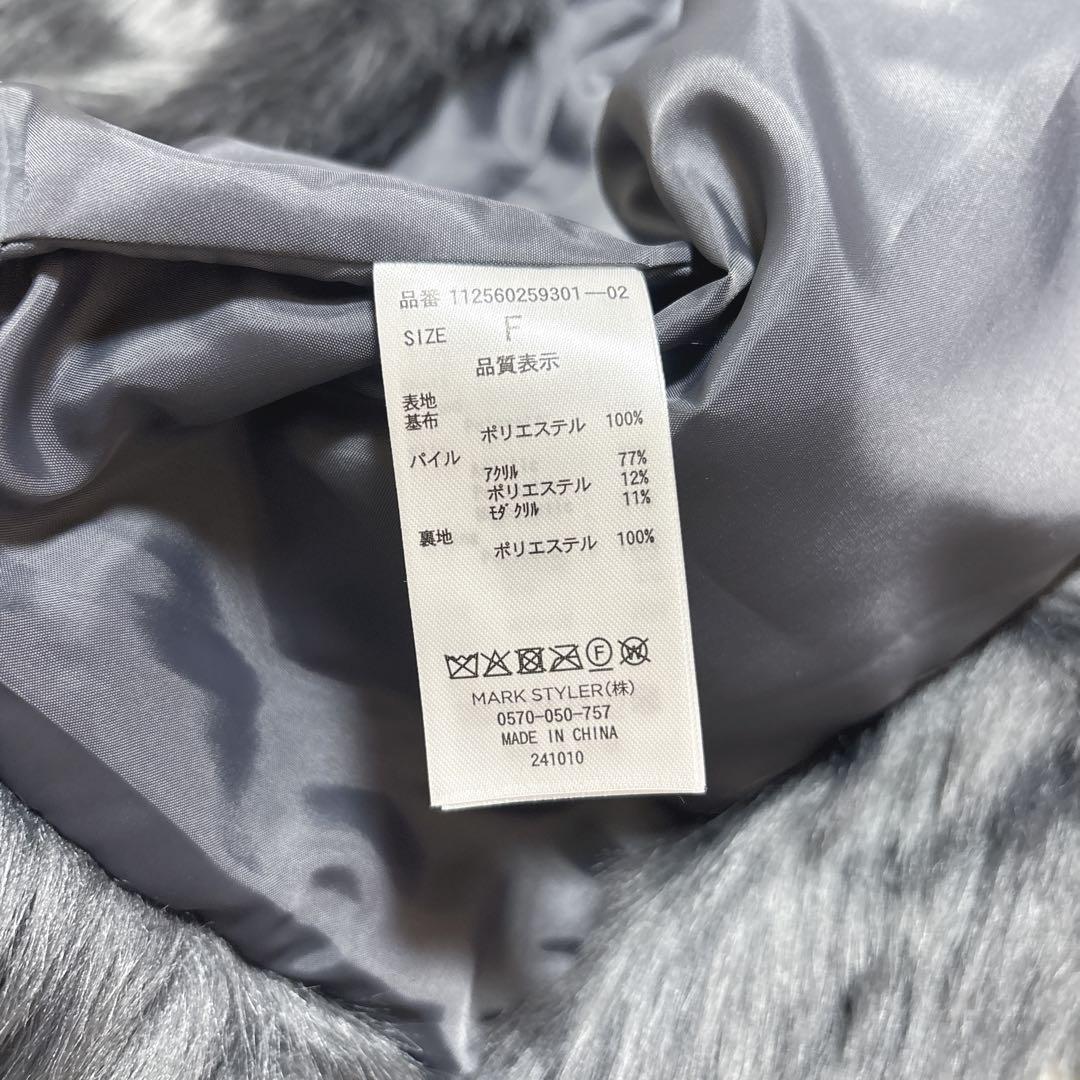 品番 112560259301—02
SIZE F
品質表示
表地
基布 ポリエステル 100%
パイル アクリル 77%
ポリエステル 12%
モダクリル 11%
裏地 ポリエステル 100%
F W
MARK STYLER(株)
0570-050-757
MADE IN CHINA
241010